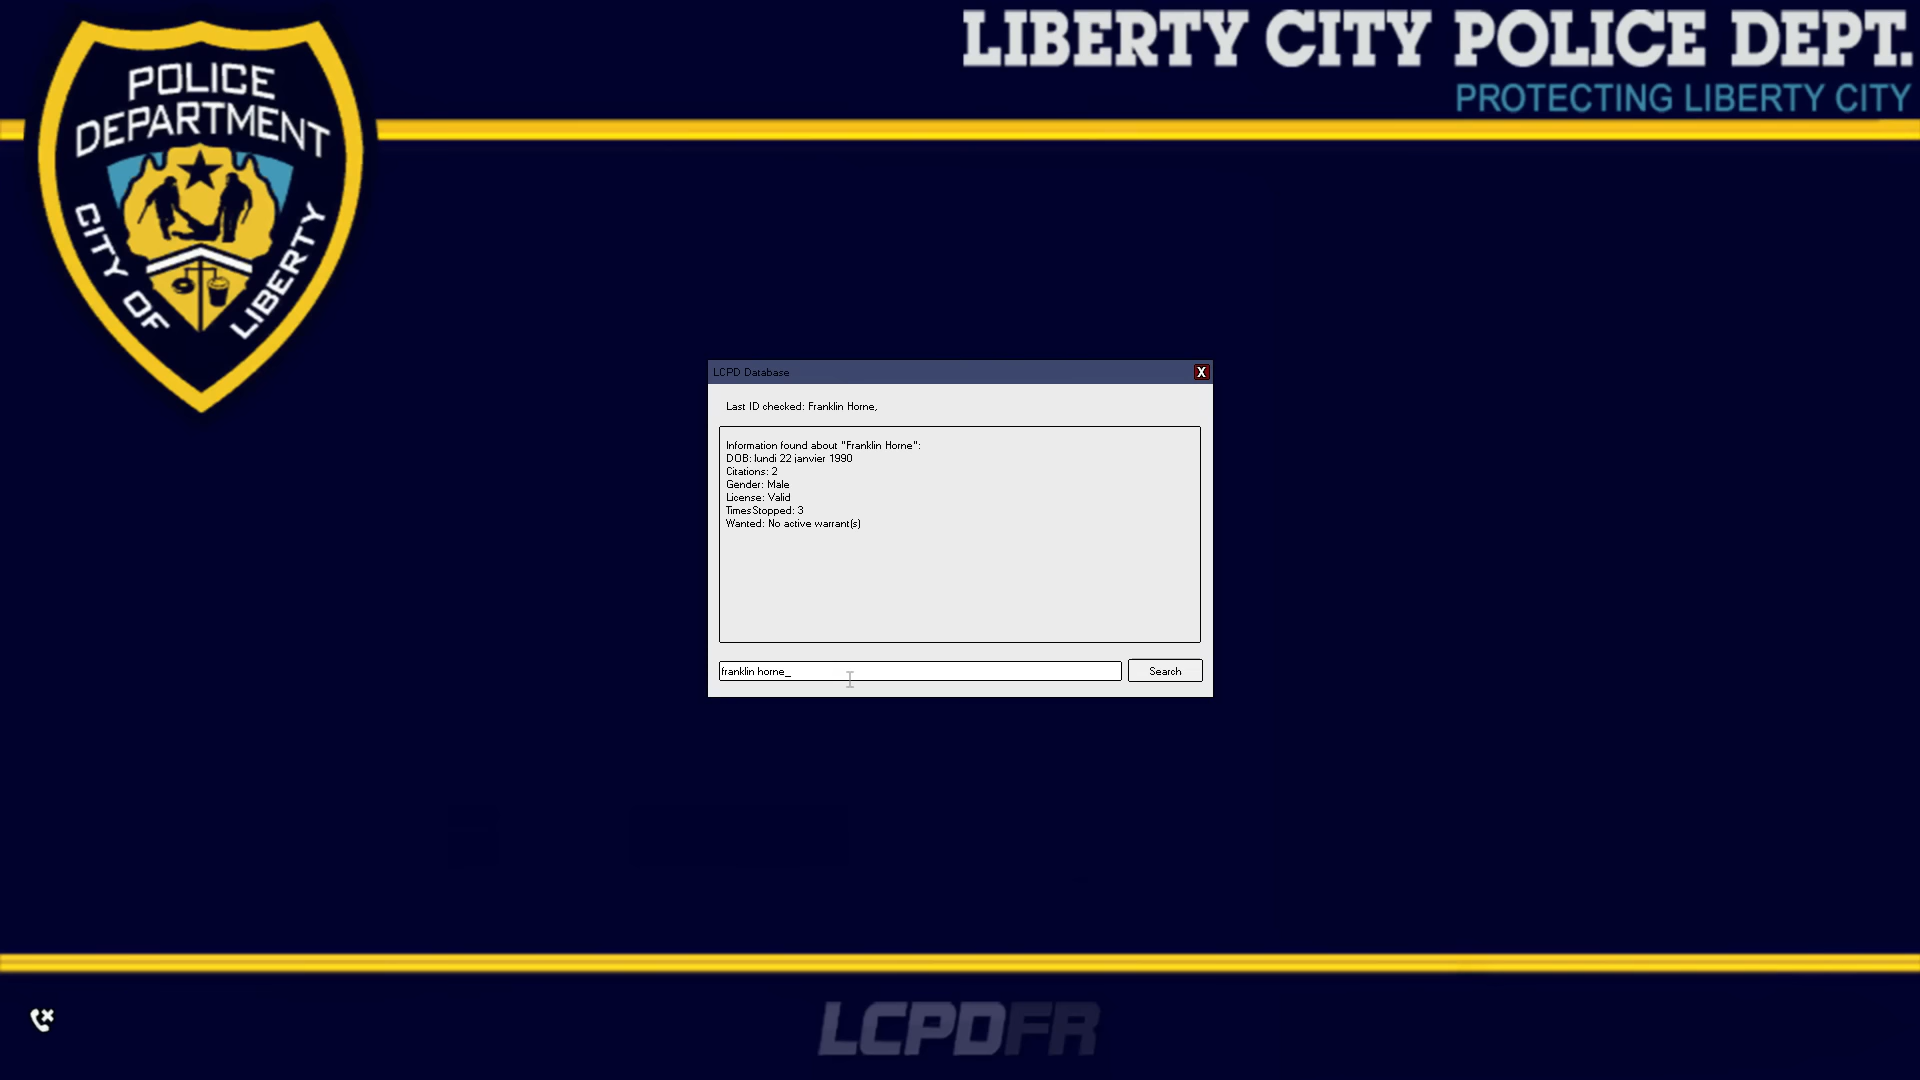 POLICE
DEPARTMENT
CITY OF LIBERTY
LIBERTY CITY POLICE DEPT.
PROTECTING LIBERTY CITY
LCPD Database
X
Last ID checked: Franklin Horne,
Information found about "Franklin Horne":
DOB: lundi 22 janvier 1990
Citations: 2
Gender: Male
License: Valid
TimesStopped: 3
Wanted: No active warrant(s)
franklin horne_
Search
LCPDFR